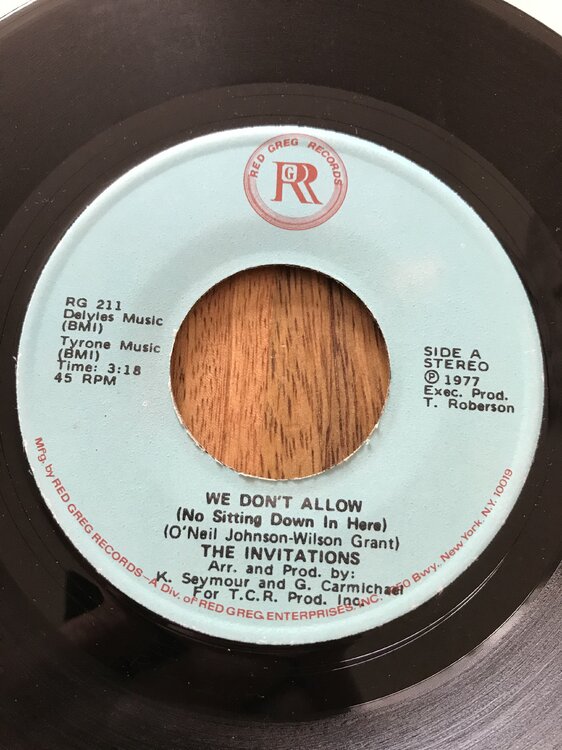 RED GREG RECORDS
RGR
RG 211
Delyles Music
(BMI)
Tyrone Music
(BMI)
Time: 3:18
45 RPM
SIDE A
STEREO
Ⓟ 1977
Exec. Prod.
T. Roberson
WE DON'T ALLOW
(No Sitting Down In Here)
(O'Neil Johnson-Wilson Grant)
THE INVITATIONS
Arr. and Prod. by:
K. Seymour and G. Carmichael
For T.C.R. Prod. Inc.
Mfg. by RED GREG RECORDS-A Div. of RED GREG ENTERPRISES, INC. Bwy. New York, N.Y. 10019